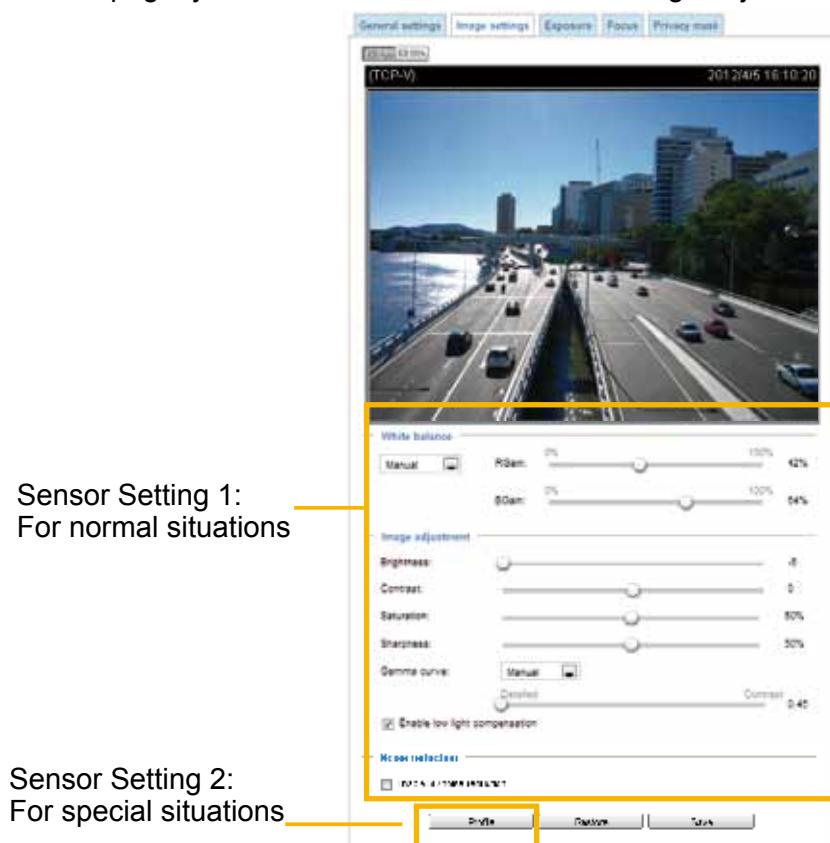 General settings Image settings Exposure Focus Privacy mask
(TCP-V) 2012/4/5 16:10:20
White balance
0% 100%
Manual RGain: 42%
0% 100%
BGain: 64%
Sensor Setting 1:
For normal situations
Image adjustment
Brightness: -5
Contrast: 0
Saturation: 50%
Sharpness: 50%
Gamma curve: Manual
Detailed Contrast
0.45
Enable low light compensation
Noise reduction
Sensor Setting 2:
For special situations
Profile Restore Save